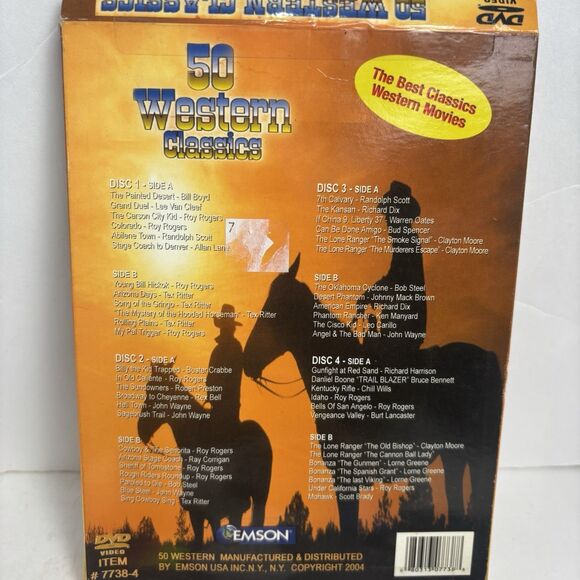 50 WESTERN CLASSICS
DVD
VIDEO
50
Western
Classics
The Best Classics
Western Movies
DISC 1 - SIDE A
The Painted Desert - Bill Boyd
Grand Duel - Lee Van Cleef
The Carson City Kid - Roy Rogers
Colorado - Roy Rogers
Abilene Town - Randolph Scott
Stage Coach to Denver - Allan Lane
7
SIDE B
Young Bill Hickok - Roy Rogers
Arizona Days - Tex Ritter
Song of the Gringo - Tex Ritter
"The Mystery of the Hooded Horseman" - Tex Ritter
Rolling Plains - Tex Ritter
My Pal Trigger - Roy Rogers
DISC 2 - SIDE A
Billy the Kid Trapped - Buster Crabbe
In Old Caliente - Roy Rogers
The Sundowners - Robert Preston
Broadway to Cheyenne - Rex Bell
Hell Town - John Wayne
Sagebrush Trail - John Wayne
SIDE B
Cowboy & The Senorita - Roy Rogers
Arizona Stage Coach - Ray Corrigan
Sheriff of Tombstone - Roy Rogers
Rough Riders Roundup - Roy Rogers
Paroled to Die - Bob Steel
Blue Steel - John Wayne
Sing Cowboy Sing - Tex Ritter
DISC 3 - SIDE A
7th Calvary - Randolph Scott
The Kansan - Richard Dix
If China 9, Liberty 37 - Warren Oates
Can Be Done Amigo - Bud Spencer
The Lone Ranger "The Smoke Signal" - Clayton Moore
The Lone Ranger "The Murderers Escape" - Clayton Moore
SIDE B
The Oklahoma Cyclone - Bob Steel
Desert Phantom - Johnny Mack Brown
American Empire - Richard Dix
Phantom Rancher - Ken Manyard
The Cisco Kid - Leo Carillo
Angel & The Bad Man - John Wayne
DISC 4 - SIDE A
Gunfight at Red Sand - Richard Harrison
Daniel Boone "TRAIL BLAZER" Bruce Bennett
Kentucky Rifle - Chill Wills
Idaho - Roy Rogers
Bells Of San Angelo - Roy Rogers
Vengeance Valley - Burt Lancaster
SIDE B
The Lone Ranger "The Old Bishop" - Clayton Moore
The Lone Ranger "The Cannon Ball Lady"
Bonanza "The Gunmen" - Lorne Greene
Bonanza "The Spanish Grant" - Lorne Greene
Bonanza "The last Viking" - Lorne Greene
Under California Stars - Roy Rogers
Mohawk - Scott Brady
DVD
VIDEO
ITEM
# 7738-4
EMSON
50 WESTERN MANUFACTURED & DISTRIBUTED
BY EMSON USA INC.N.Y., N.Y. COPYRIGHT 2004